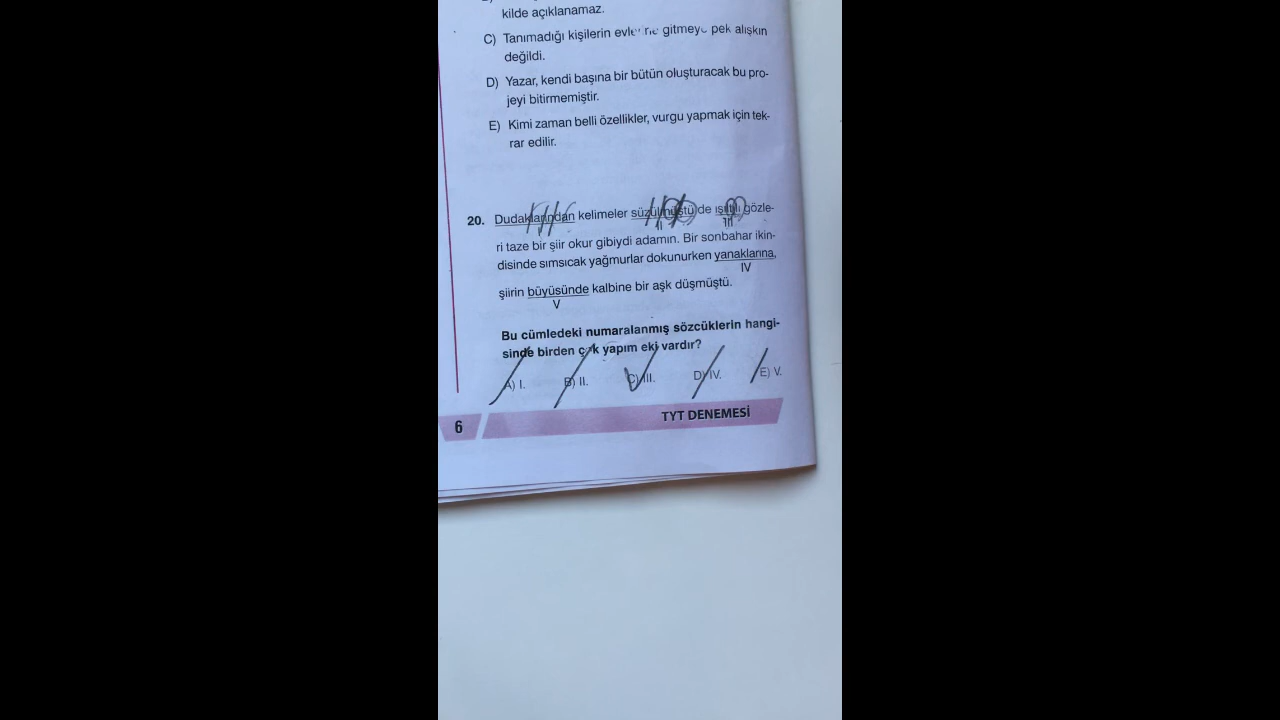 kilde açıklanamaz.
C) Tanımadığı kişilerin evlerine gitmeye pek alışkın
değildi.
D) Yazar, kendi başına bir bütün oluşturacak bu pro-
jeyi bitirmemiştir.
E) Kimi zaman belli özellikler, vurgu yapmak için tek-
rar edilir.
20. Dudaklarından kelimeler süzülmüştü de ışıltılı gözle-
II III
ri taze bir şiir okur gibiydi adamın. Bir sonbahar ikin-
disinde sımsıcak yağmurlar dokunurken yanaklarına,
IV
şiirin büyüsünde kalbine bir aşk düşmüştü.
V
Bu cümledeki numaralanmış sözcüklerin hangi-
sinde birden çok yapım eki vardır?
A) I. B) II. C) III. D) IV. E) V.
6 TYT DENEMESİ